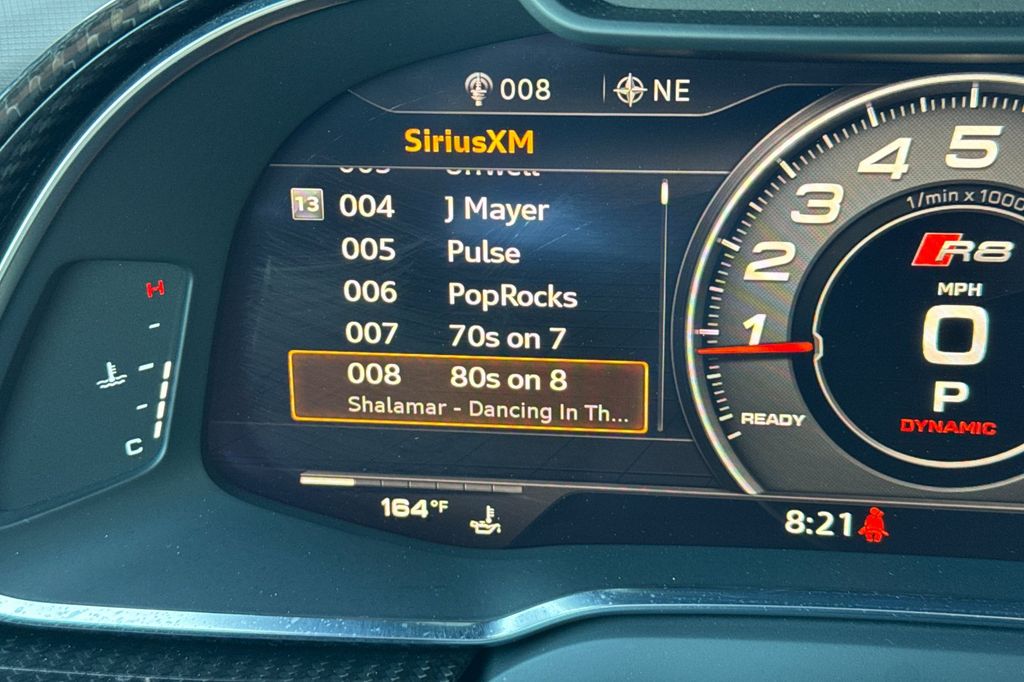 008 NE
SiriusXM
13 004 J Mayer
005 Pulse
006 PopRocks
007 70s on 7
008 80s on 8
Shalamar - Dancing In Th...
164°F
H
C
1 2 3 4 5
1/min x 1000
R8
MPH
0
P
DYNAMIC
READY
8:21